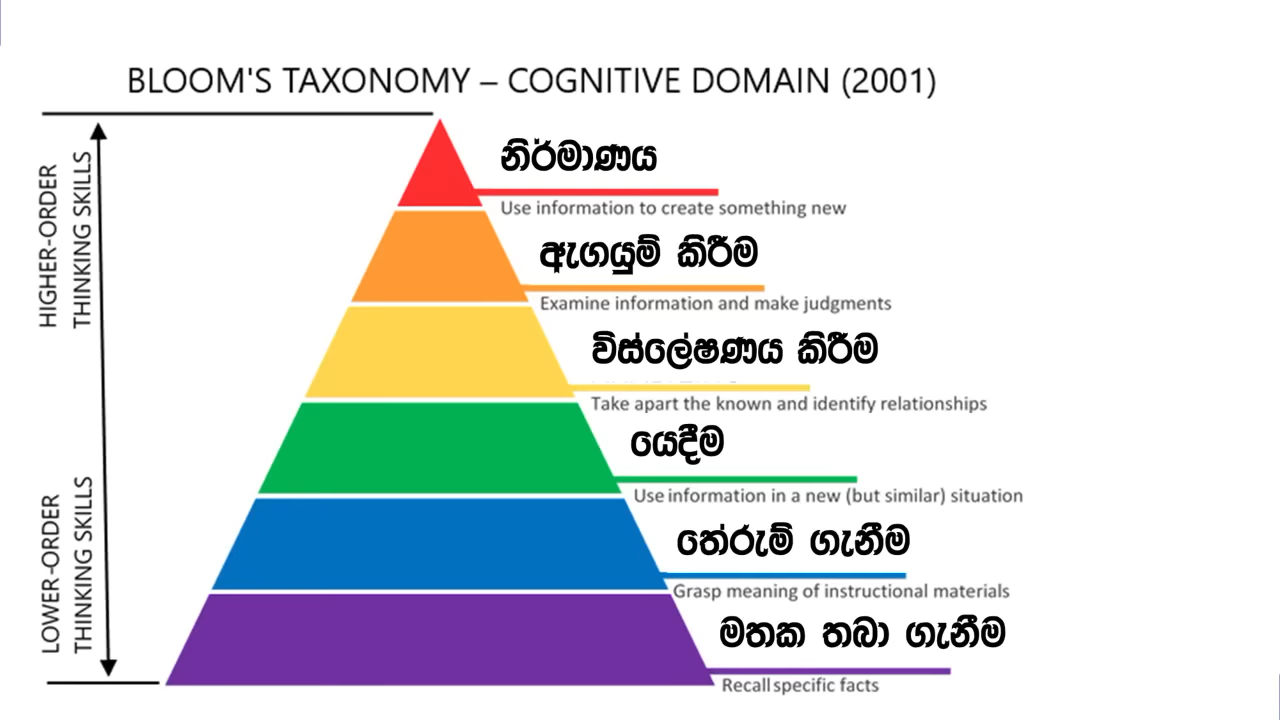 BLOOM'S TAXONOMY – COGNITIVE DOMAIN (2001)
HIGHER-ORDER
THINKING SKILLS
නිර්මාණය
Use information to create something new
ඇගයුම් කිරීම
Examine information and make judgments
විස්ලේෂණය කිරීම
Take apart the known and identify relationships
යෙදීම
Use information in a new (but similar) situation
LOWER-ORDER
THINKING SKILLS
තේරුම් ගැනීම
Grasp meaning of instructional materials
මතක තබා ගැනීම
Recall specific facts